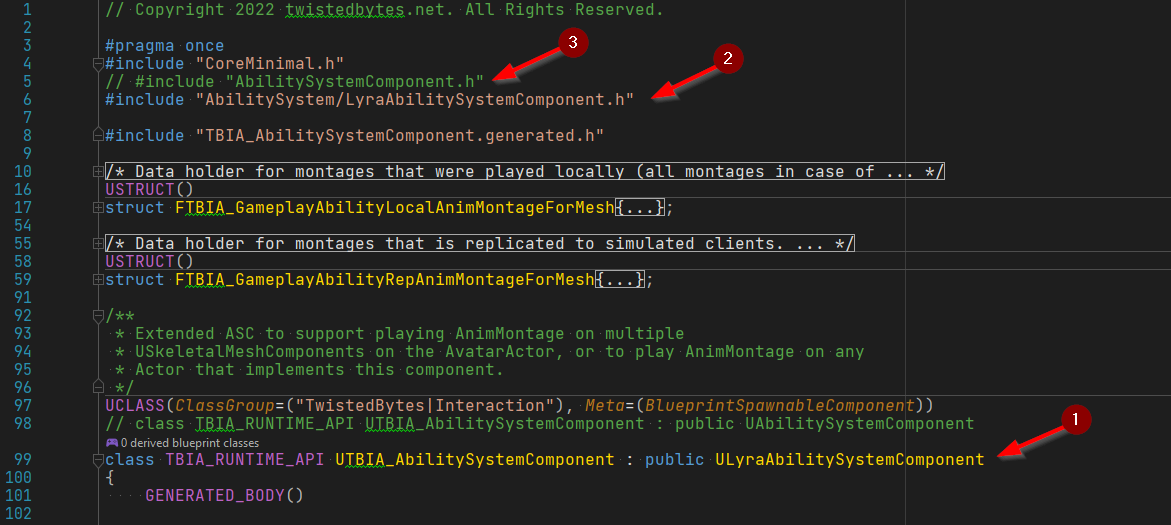 1 // Copyright 2022 twistedbytes.net. All Rights Reserved.
2
3 #pragma once
4 #include "CoreMinimal.h"
5 // #include "AbilitySystemComponent.h"
6 #include "AbilitySystem/LyraAbilitySystemComponent.h"
7
8 #include "TBIA_AbilitySystemComponent.generated.h"
9
10 /* Data holder for montages that were played locally (all montages in case of ... */
16 USTRUCT()
17 struct FTBIA_GameplayAbilityLocalAnimMontageForMesh{...};
54
55 /* Data holder for montages that is replicated to simulated clients. ... */
58 USTRUCT()
59 struct FTBIA_GameplayAbilityRepAnimMontageForMesh{...};
91
92 /**
93 * Extended ASC to support playing AnimMontage on multiple
94 * USkeletalMeshComponents on the AvatarActor, or to play AnimMontage on any
95 * Actor that implements this component.
96 */
97 UCLASS(ClassGroup=("TwistedBytes|Interaction"), Meta=(BlueprintSpawnableComponent))
98 // class TBIA_RUNTIME_API UTBIA_AbilitySystemComponent : public UAbilitySystemComponent
0 derived blueprint classes
99 class TBIA_RUNTIME_API UTBIA_AbilitySystemComponent : public ULyraAbilitySystemComponent
100 {
101 GENERATED_BODY()
102
3
2
1